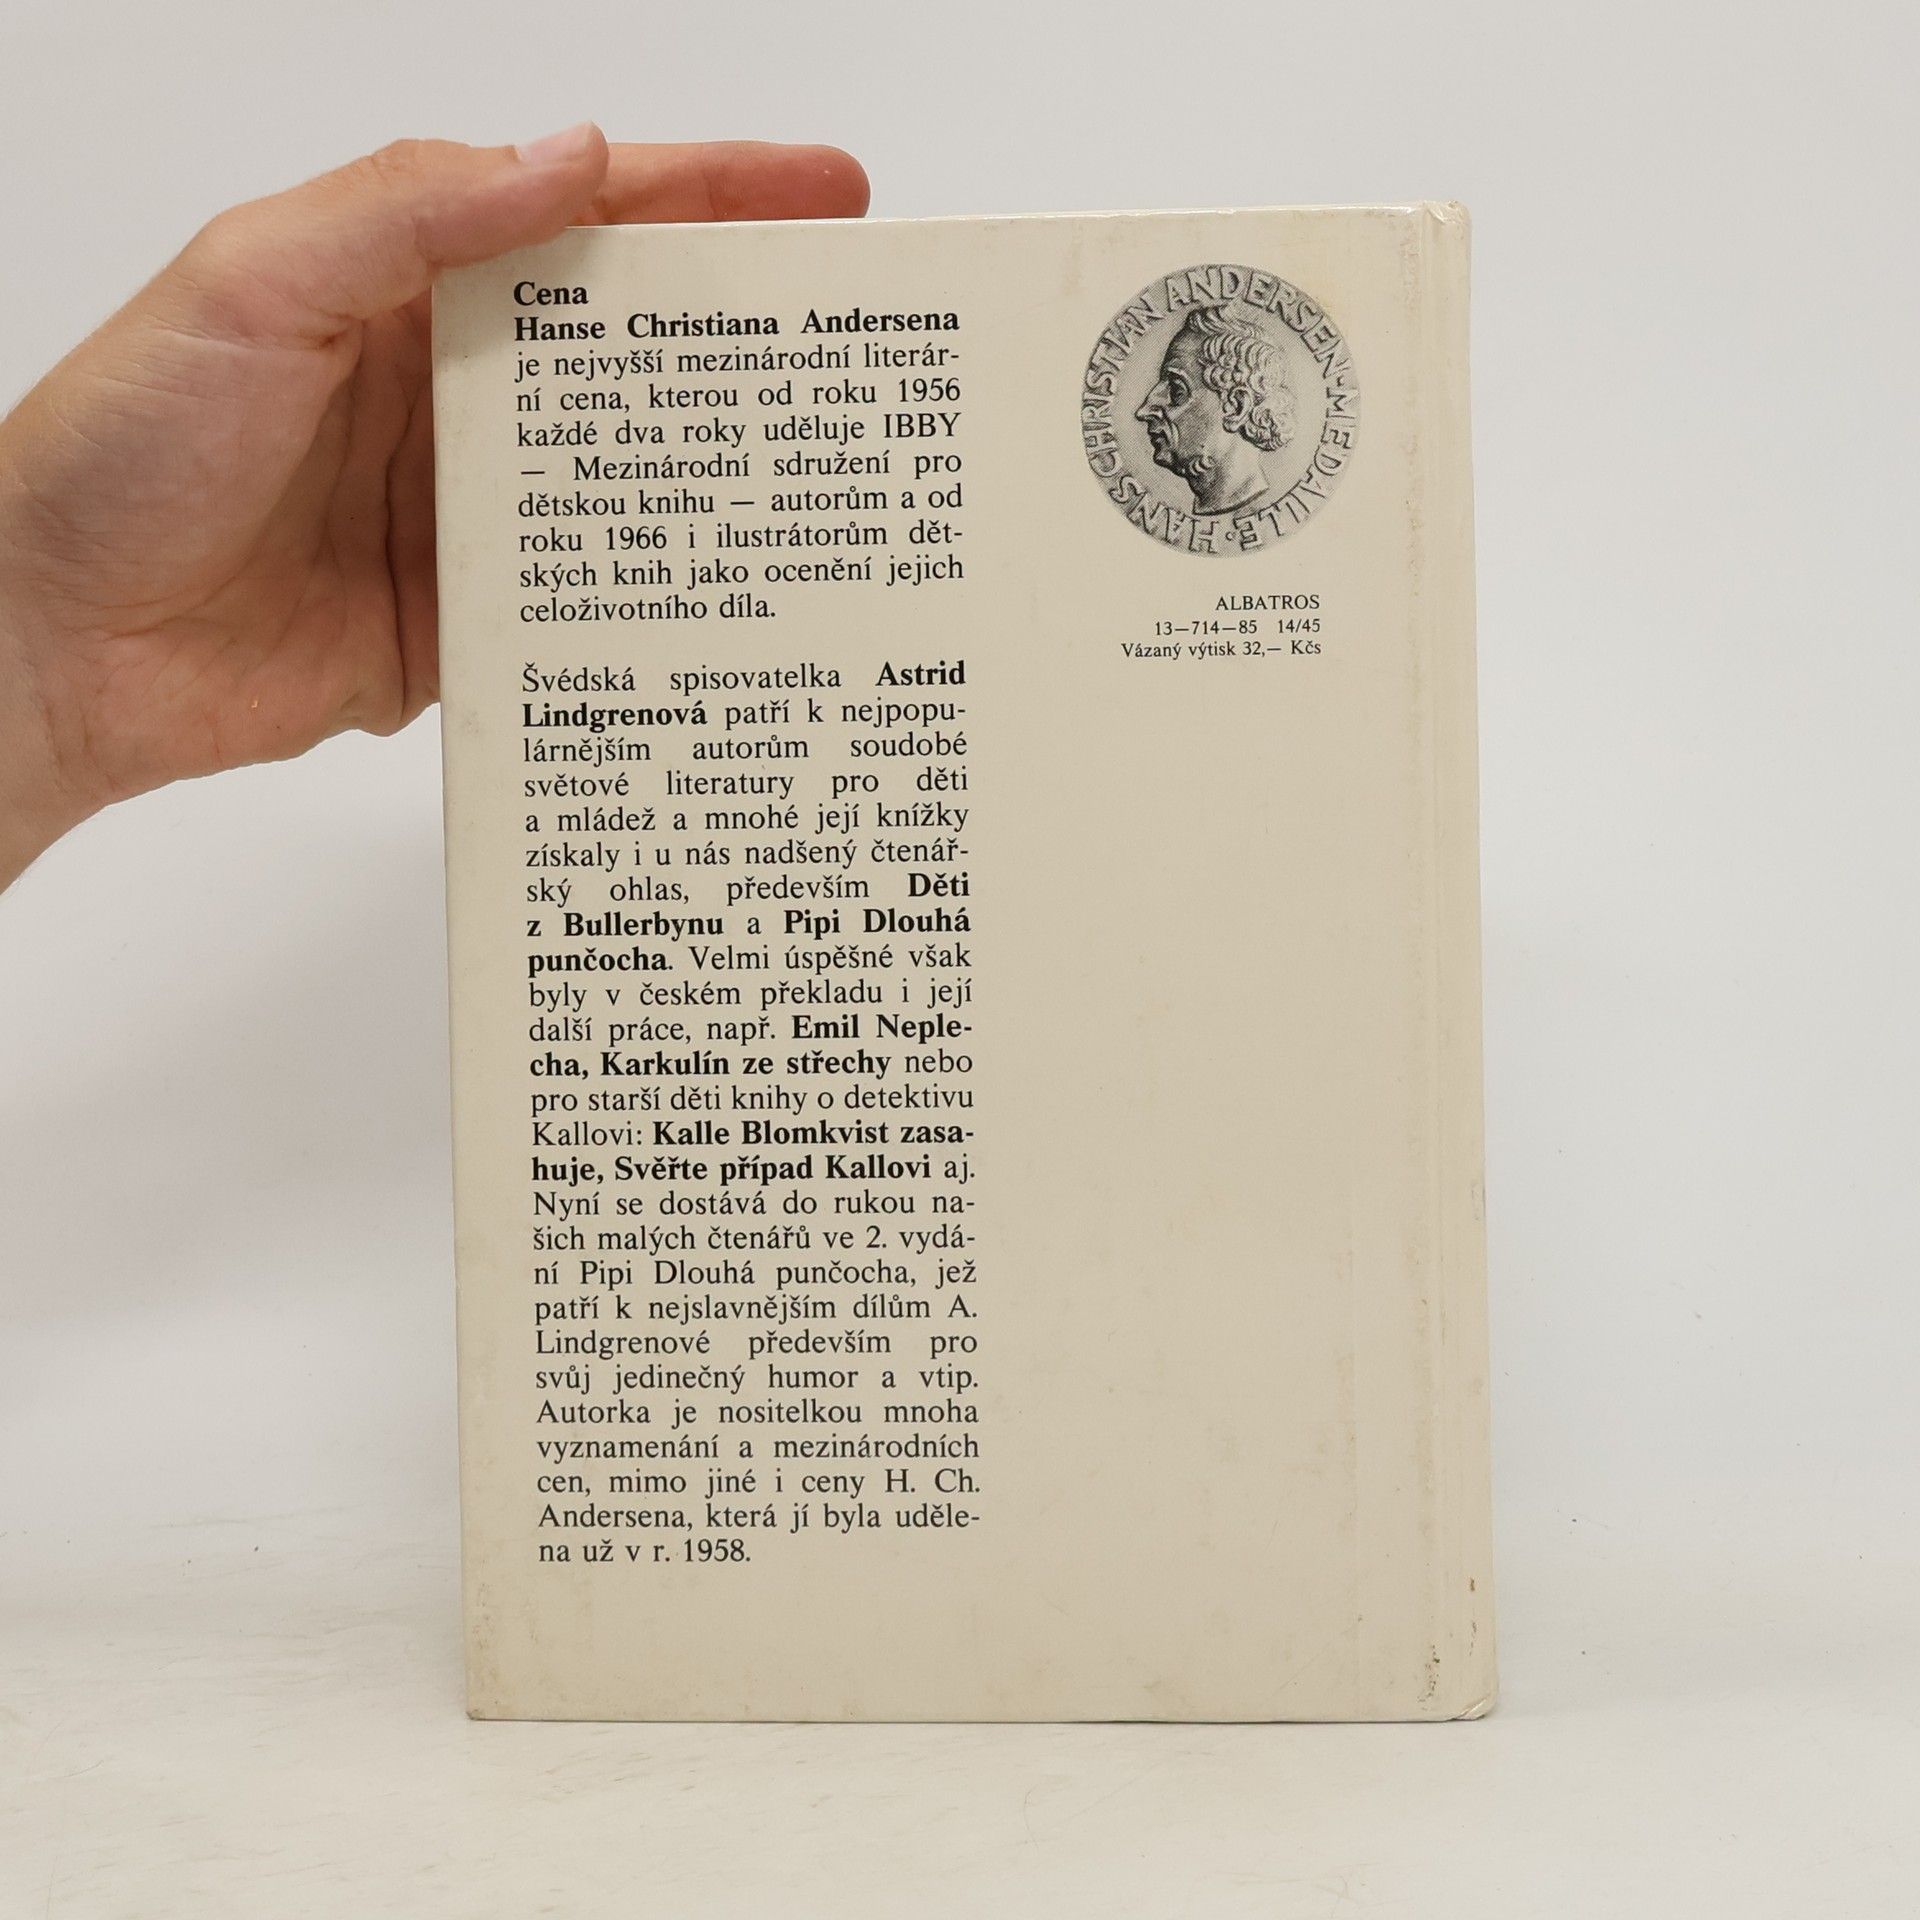 Cena
Hanse Christiana Andersena
je nejvyšší mezinárodní literár-
ní cena, kterou od roku 1956
každé dva roky uděluje IBBY
— Mezinárodní sdružení pro
dětskou knihu — autorům a od
roku 1966 i ilustrátorům dět-
ských knih jako ocenění jejich
celoživotního díla.
Švédská spisovatelka Astrid
Lindgrenová patří k nejpopu-
lárnějším autorům soudobé
světové literatury pro děti
a mládež a mnohé její knížky
získaly i u nás nadšený čtenář-
ský ohlas, především Děti
z Bullerbynu a Pipi Dlouhá
punčocha. Velmi úspěšné však
byly v českém překladu i její
další práce, např. Emil Neple-
cha, Karkulín ze střechy nebo
pro starší děti knihy o detektivu
Kallovi: Kalle Blomkvist zasa-
huje, Svěřte případ Kallovi aj.
Nyní se dostává do rukou na-
šich malých čtenářů ve 2. vydá-
ní Pipi Dlouhá punčocha, jež
patří k nejslavnějším dílům A.
Lindgrenové především pro
svůj jedinečný humor a vtip.
Autorka je nositelkou mnoha
vyznamenání a mezinárodních
cen, mimo jiné i ceny H. Ch.
Andersena, která jí byla uděle-
na už v r. 1958.
HANS CHRISTIAN ANDERSEN-MEDAILLE·
ALBATROS
13—714—85 14/45
Vázaný výtisk 32,— Kčs